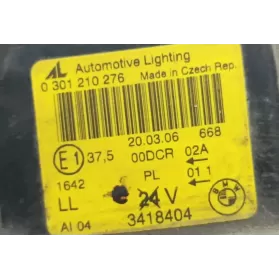 AL Automotive Lighting
0 301 210 276 Made in Czech Rep.
20.03.06 668
E1 37,5 00DCR 02A
1642 PL 01 1
LL 24 V
AI 04 3418404
BMW